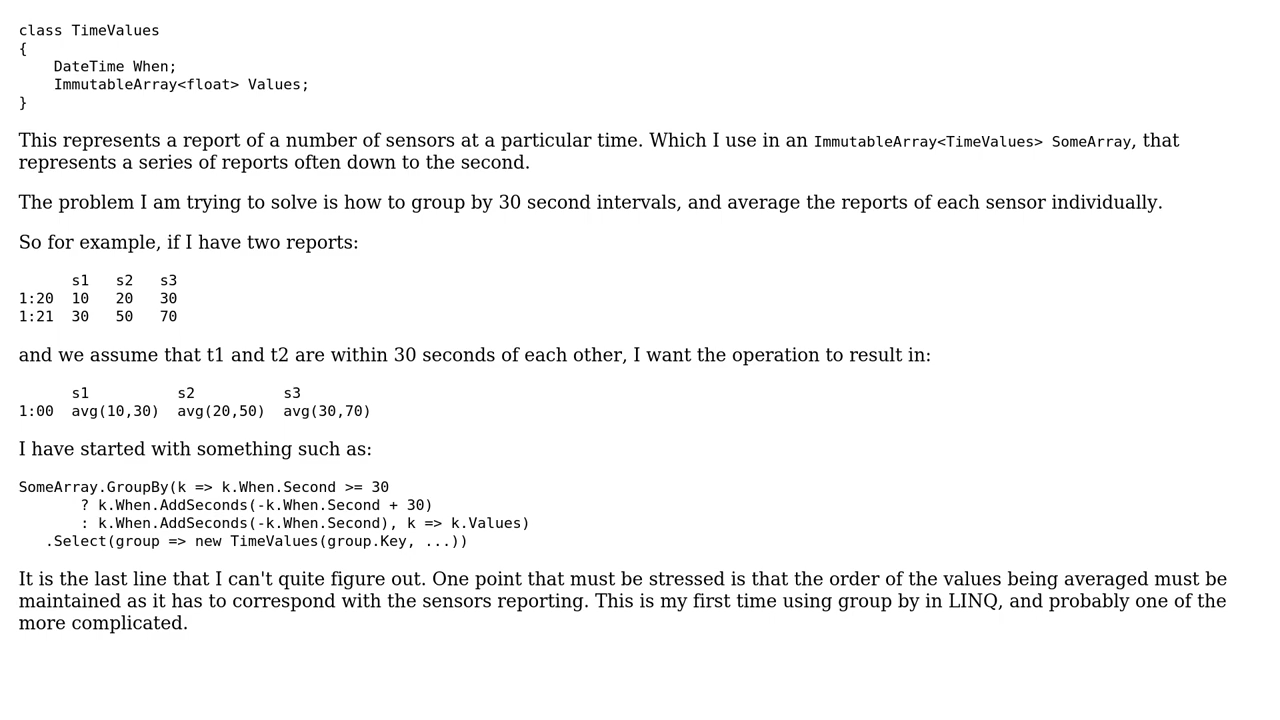 class TimeValues
{
    DateTime When;
    ImmutableArray<float> Values;
}
This represents a report of a number of sensors at a particular time. Which I use in an ImmutableArray<TimeValues> SomeArray, that
represents a series of reports often down to the second.
The problem I am trying to solve is how to group by 30 second intervals, and average the reports of each sensor individually.
So for example, if I have two reports:
      s1   s2   s3
1:20  10   20   30
1:21  30   50   70
and we assume that t1 and t2 are within 30 seconds of each other, I want the operation to result in:
      s1          s2          s3
1:00  avg(10,30)  avg(20,50)  avg(30,70)
I have started with something such as:
SomeArray.GroupBy(k => k.When.Second >= 30
       ? k.When.AddSeconds(-k.When.Second + 30)
       : k.When.AddSeconds(-k.When.Second), k => k.Values)
   .Select(group => new TimeValues(group.Key, ...))
It is the last line that I can't quite figure out. One point that must be stressed is that the order of the values being averaged must be
maintained as it has to correspond with the sensors reporting. This is my first time using group by in LINQ, and probably one of the
more complicated.